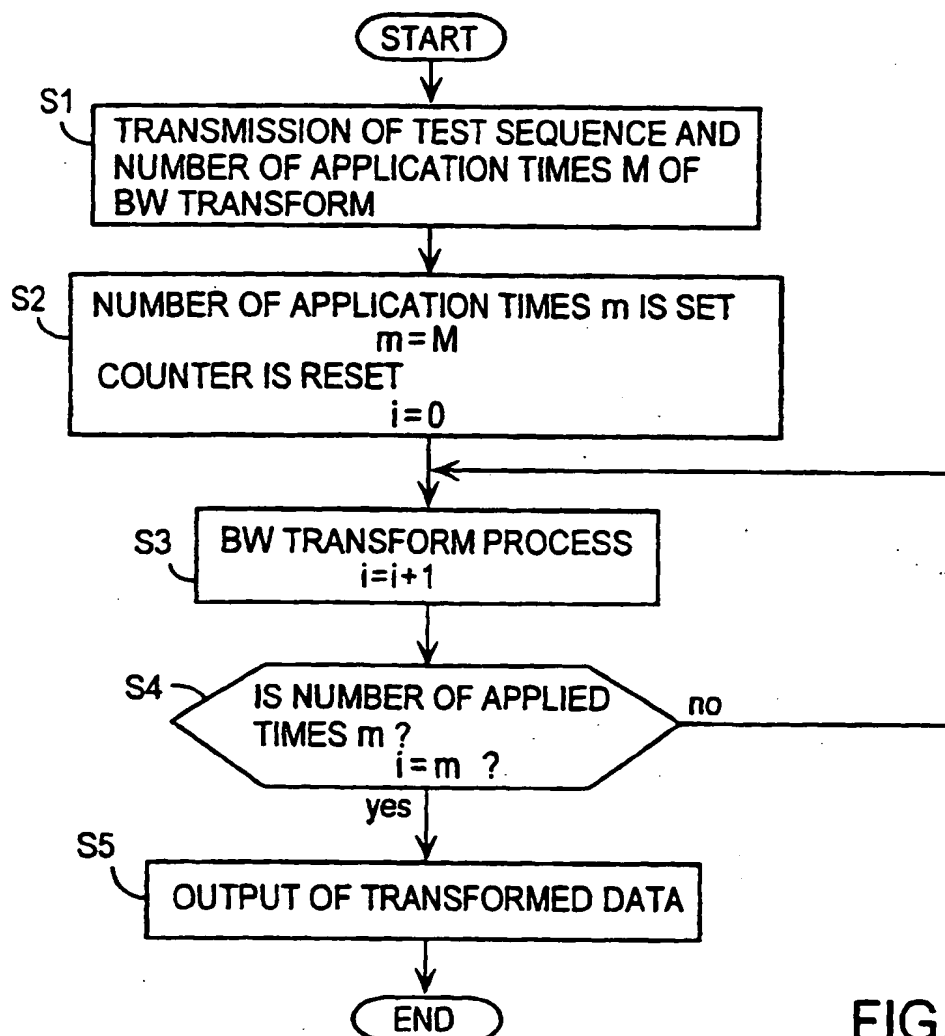 START
S1
TRANSMISSION OF TEST SEQUENCE AND
NUMBER OF APPLICATION TIMES M OF
BW TRANSFORM
S2
NUMBER OF APPLICATION TIMES m IS SET
m=M
COUNTER IS RESET
i=0
S3
BW TRANSFORM PROCESS
i=i+1
S4
IS NUMBER OF APPLIED
TIMES m ?
i=m ?
no
yes
S5
OUTPUT OF TRANSFORMED DATA
END
FIG